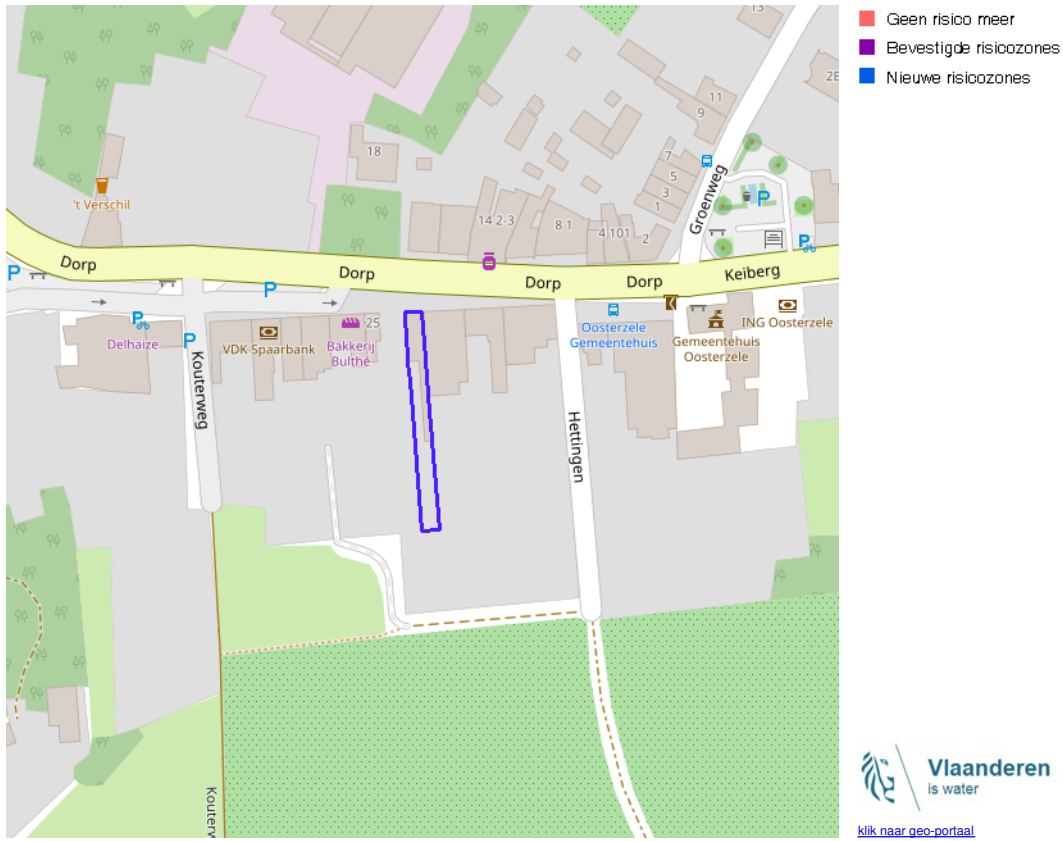 Geen risico meer
Bevestigde risicozones
Nieuwe risicozones
13
2B
11
9
18
7
5
3
1
't Verschil
Groenweg
P
14 2-3
8 1
4 101
2
Dorp
Dorp
Dorp
Dorp
Keiberg
P
P
P
P
P
25
Delhaize
VDK Spaarbank
Bakkerij
Bulthé
Oosterzele
Gemeentehuis
Gemeentehuis
Oosterzele
ING Oosterzele
Kouterweg
Hettingen
Kouterw
Vlaanderen
is water
klik naar geo-portaal